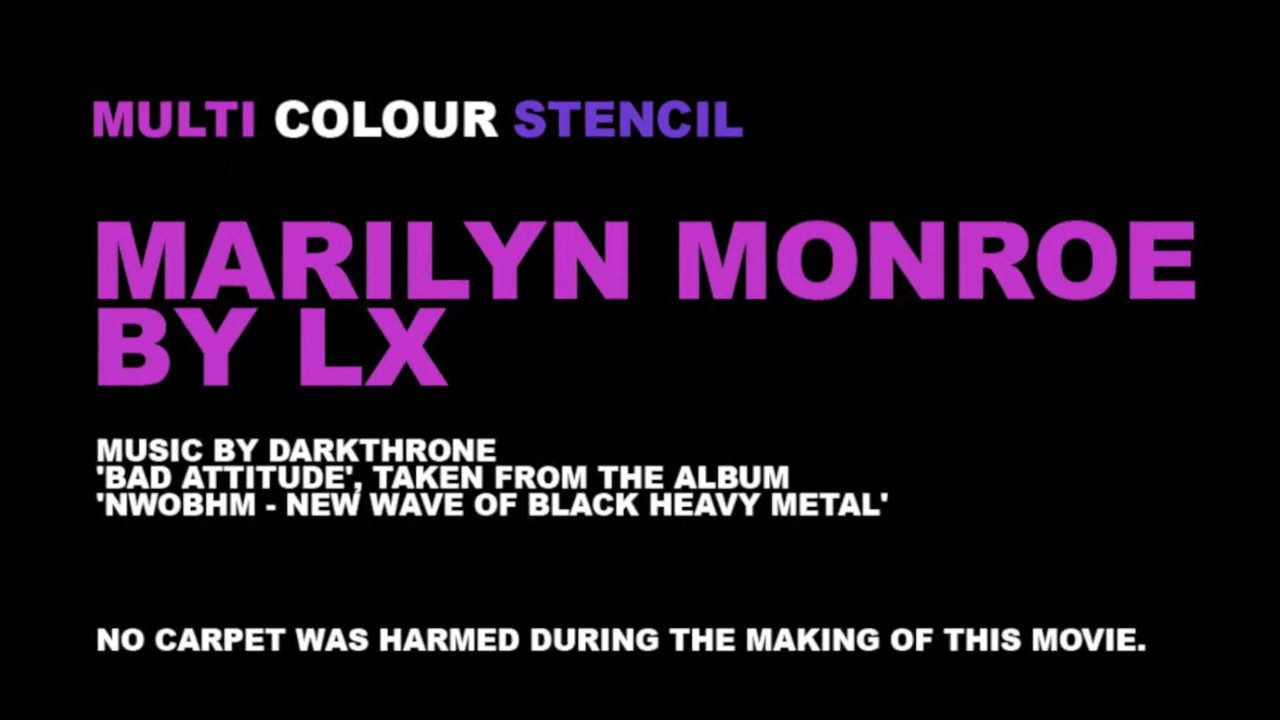 MULTI COLOUR STENCIL
MARILYN MONROE
BY LX
MUSIC BY DARKTHRONE
'BAD ATTITUDE', TAKEN FROM THE ALBUM
'NWOBHM - NEW WAVE OF BLACK HEAVY METAL'
NO CARPET WAS HARMED DURING THE MAKING OF THIS MOVIE.